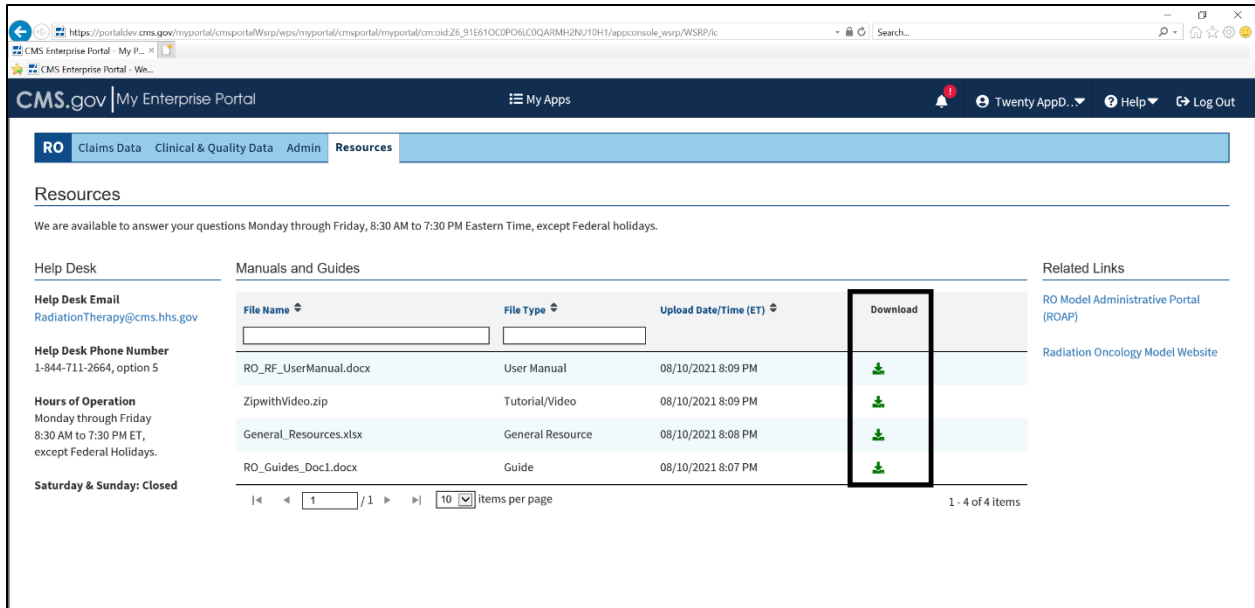 https://portaldev.cms.gov/myportal/cmsportalWsrp/wps/myportal/cmsportal/myportal/cm:oid:Z6_91E61OC0PO6LC0QARMH2NU10H1/appconsole_wsrp/WSRP/ic
Search...
CMS Enterprise Portal - My P...
CMS Enterprise Portal - We...
CMS.gov | My Enterprise Portal
My Apps
Twenty AppD...
Help
Log Out
RO Claims Data Clinical & Quality Data Admin Resources
Resources
We are available to answer your questions Monday through Friday, 8:30 AM to 7:30 PM Eastern Time, except Federal holidays.
Help Desk
Help Desk Email
RadiationTherapy@cms.hhs.gov
Help Desk Phone Number
1-844-711-2664, option 5
Hours of Operation
Monday through Friday
8:30 AM to 7:30 PM ET,
except Federal Holidays.
Saturday & Sunday: Closed
Manuals and Guides
File Name File Type Upload Date/Time (ET) Download
RO_RF_UserManual.docx User Manual 08/10/2021 8:09 PM
ZipwithVideo.zip Tutorial/Video 08/10/2021 8:09 PM
General_Resources.xlsx General Resource 08/10/2021 8:08 PM
RO_Guides_Doc1.docx Guide 08/10/2021 8:07 PM
1 / 1 10 items per page 1 - 4 of 4 items
Related Links
RO Model Administrative Portal
(ROAP)
Radiation Oncology Model Website